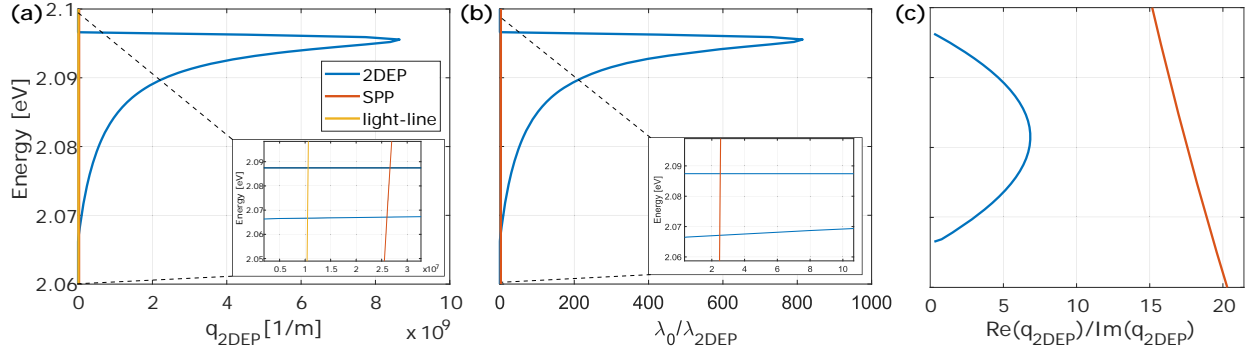 (a)
2.1
2.09
2.08
2.07
2.06
Energy [eV]
2DEP
SPP
light-line
2.09
2.08
2.07
2.06
2.05
Energy [eV]
0.5 1 1.5 2 2.5 3
x10⁷
0 2 4 6 8 10
q2DEP [1/m]
x 10⁹
(b)
2.09
2.08
2.07
2.06
Energy [eV]
2 4 6 8 10
0 200 400 600 800 1000
λ0/λ2DEP
(c)
0 5 10 15 20
Re(q2DEP)/Im(q2DEP)